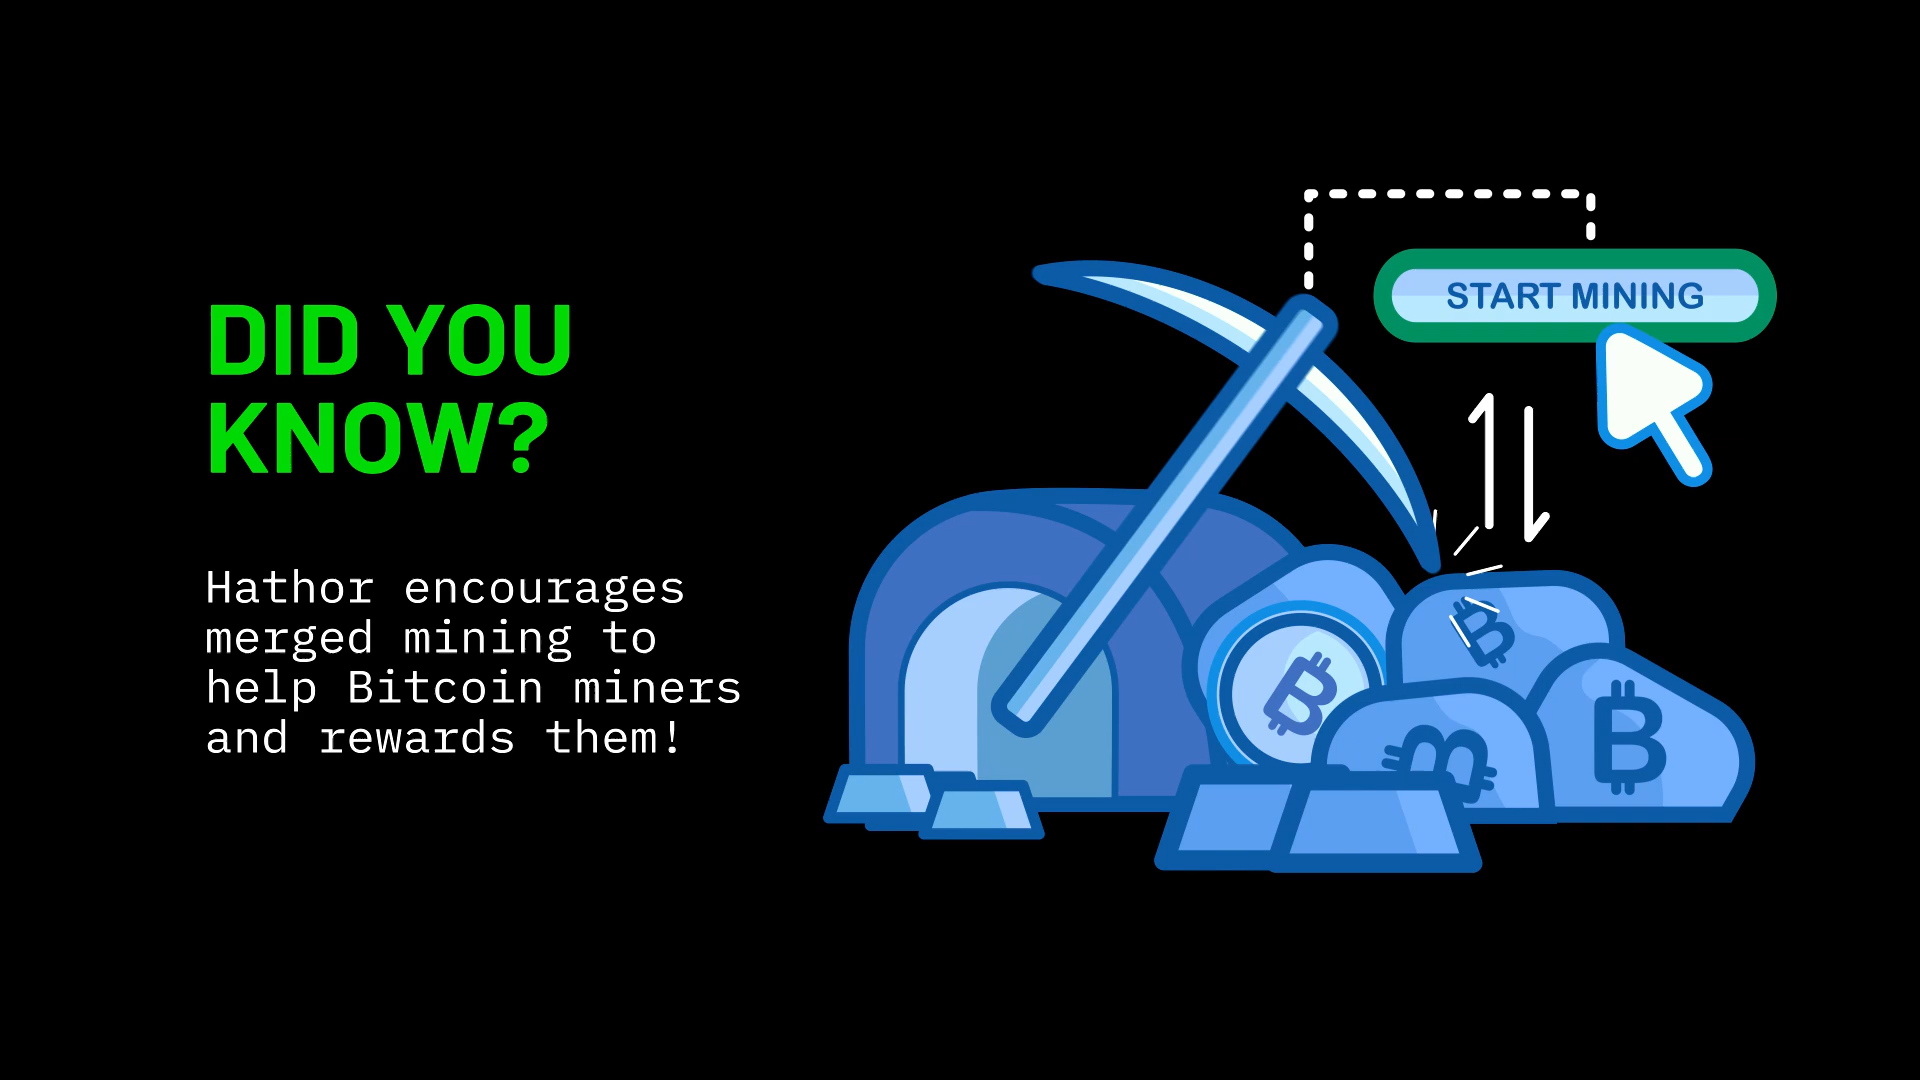 DID YOU
KNOW?
Hathor encourages
merged mining to
help Bitcoin miners
and rewards them!
START MINING